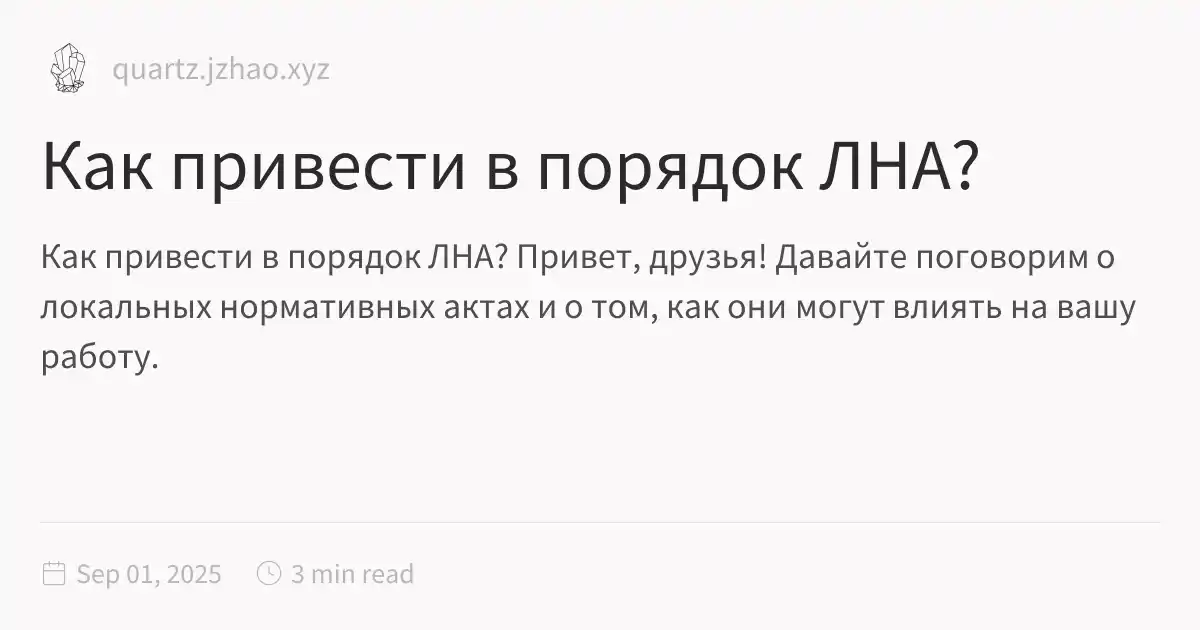 quartz.jzhao.xyz
Как привести в порядок ЛНА?
Как привести в порядок ЛНА? Привет, друзья! Давайте поговорим о
локальных нормативных актах и о том, как они могут влиять на вашу
работу.
Sep 01, 2025
3 min read